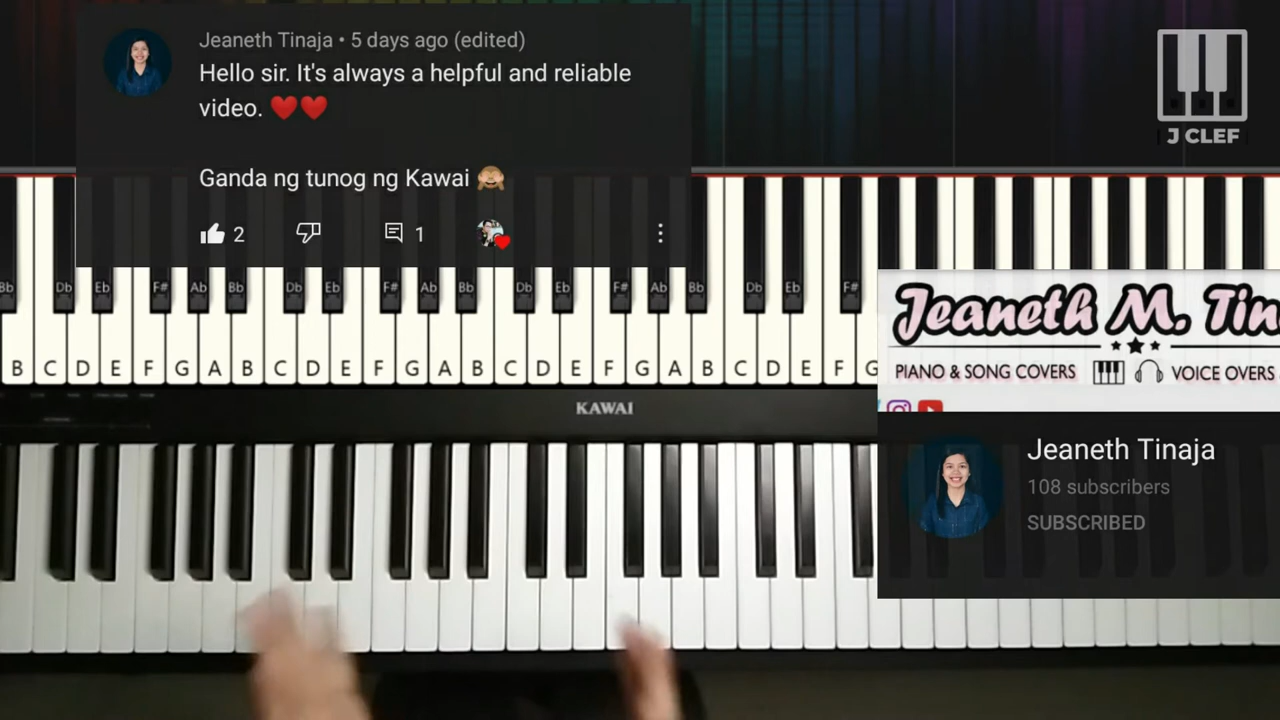 Jeaneth Tinaja • 5 days ago (edited)
Hello sir. It's always a helpful and reliable
video. ❤️❤️
Ganda ng tunog ng Kawai 🙈
2
1
J CLEF
Bb Db Eb F# Ab Bb Db Eb F# Ab Bb Db Eb F# Ab Bb Db Eb F#
B C D E F G A B C D E F G A B C D E F G A B C D E F G
KAWAI
Jeaneth M. Tin
PIANO & SONG COVERS VOICE OVERS
Jeaneth Tinaja
108 subscribers
SUBSCRIBED